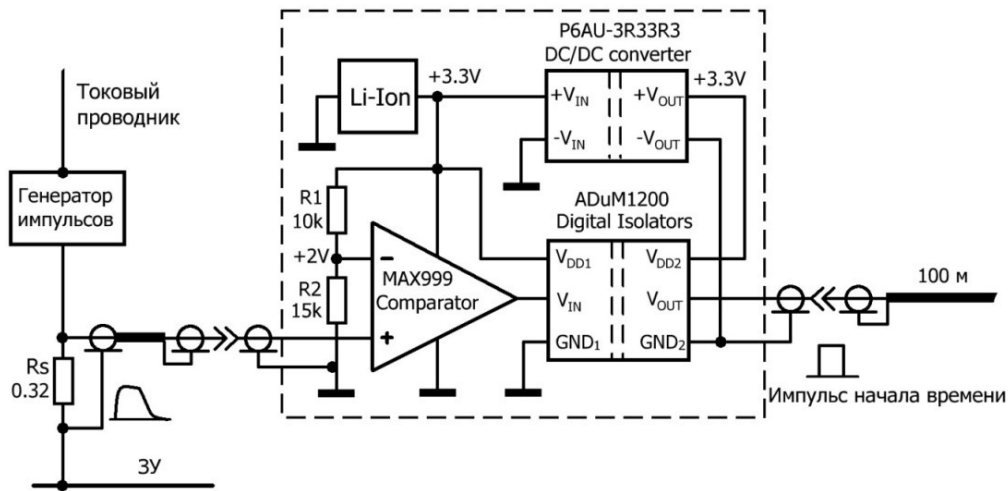 P6AU-3R33R3
DC/DC converter
Токовый
проводник
Li-Ion
+3.3V
+3.3V
+V_IN
+V_OUT
-V_IN
-V_OUT
Генератор
импульсов
R1
10k
+2V
R2
15k
−
+
MAX999
Comparator
ADuM1200
Digital Isolators
V_DD1
V_DD2
V_IN
V_OUT
GND₁
GND₂
100 м
Rs
0.32
Импульс начала времени
ЗУ